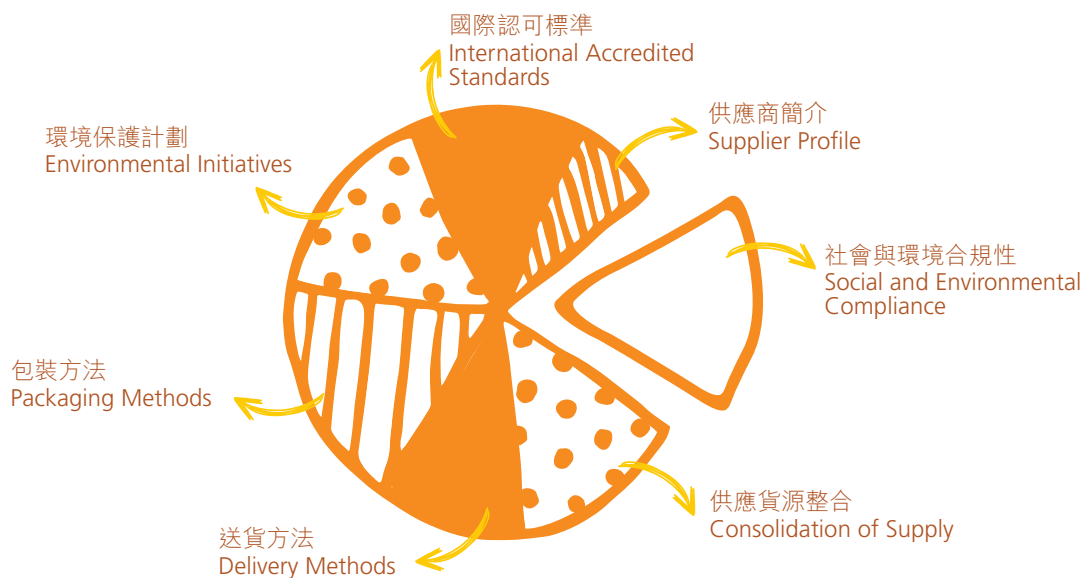 國際認可標準
International Accredited
Standards
供應商簡介
Supplier Profile
環境保護計劃
Environmental Initiatives
社會與環境合規性
Social and Environmental
Compliance
包裝方法
Packaging Methods
供應貨源整合
Consolidation of Supply
送貨方法
Delivery Methods